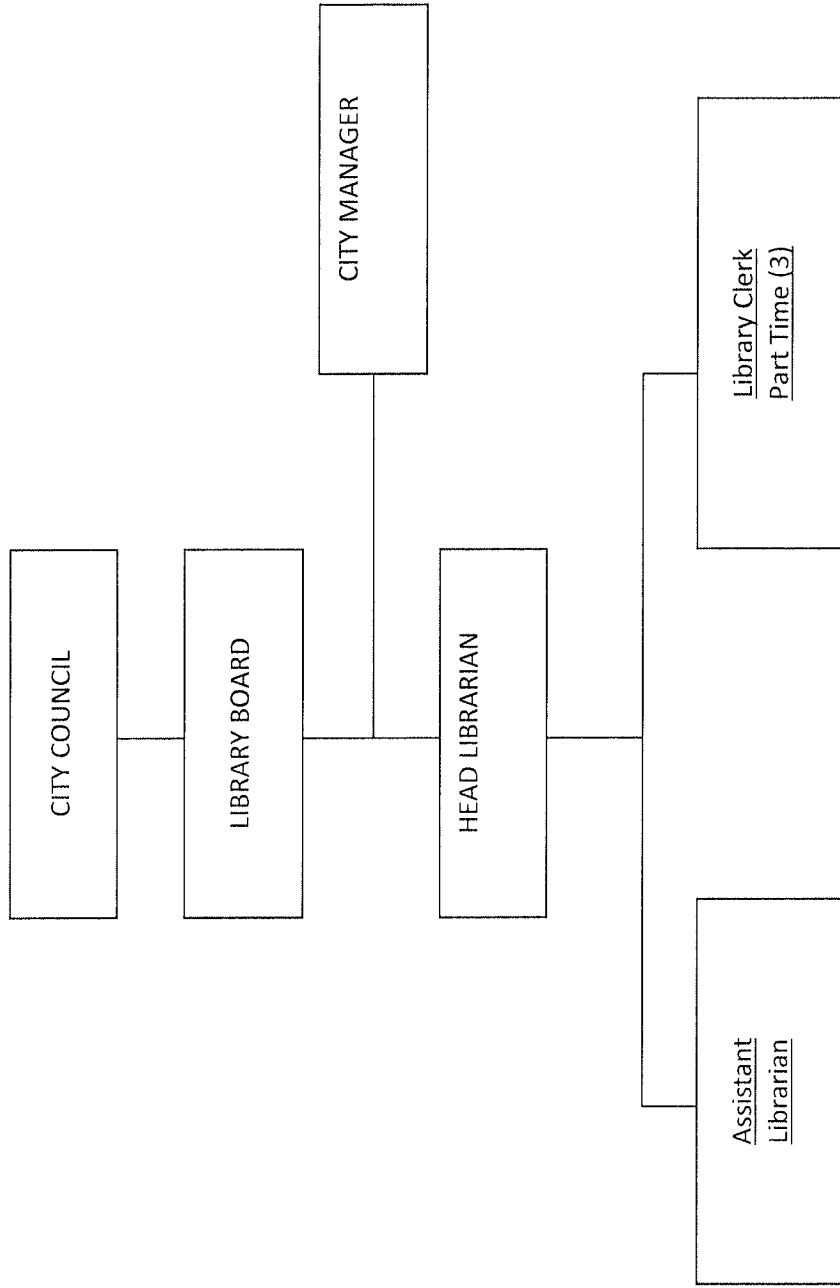 CITY COUNCIL
LIBRARY BOARD
CITY MANAGER
HEAD LIBRARIAN
Assistant
Librarian
Library Clerk
Part Time (3)